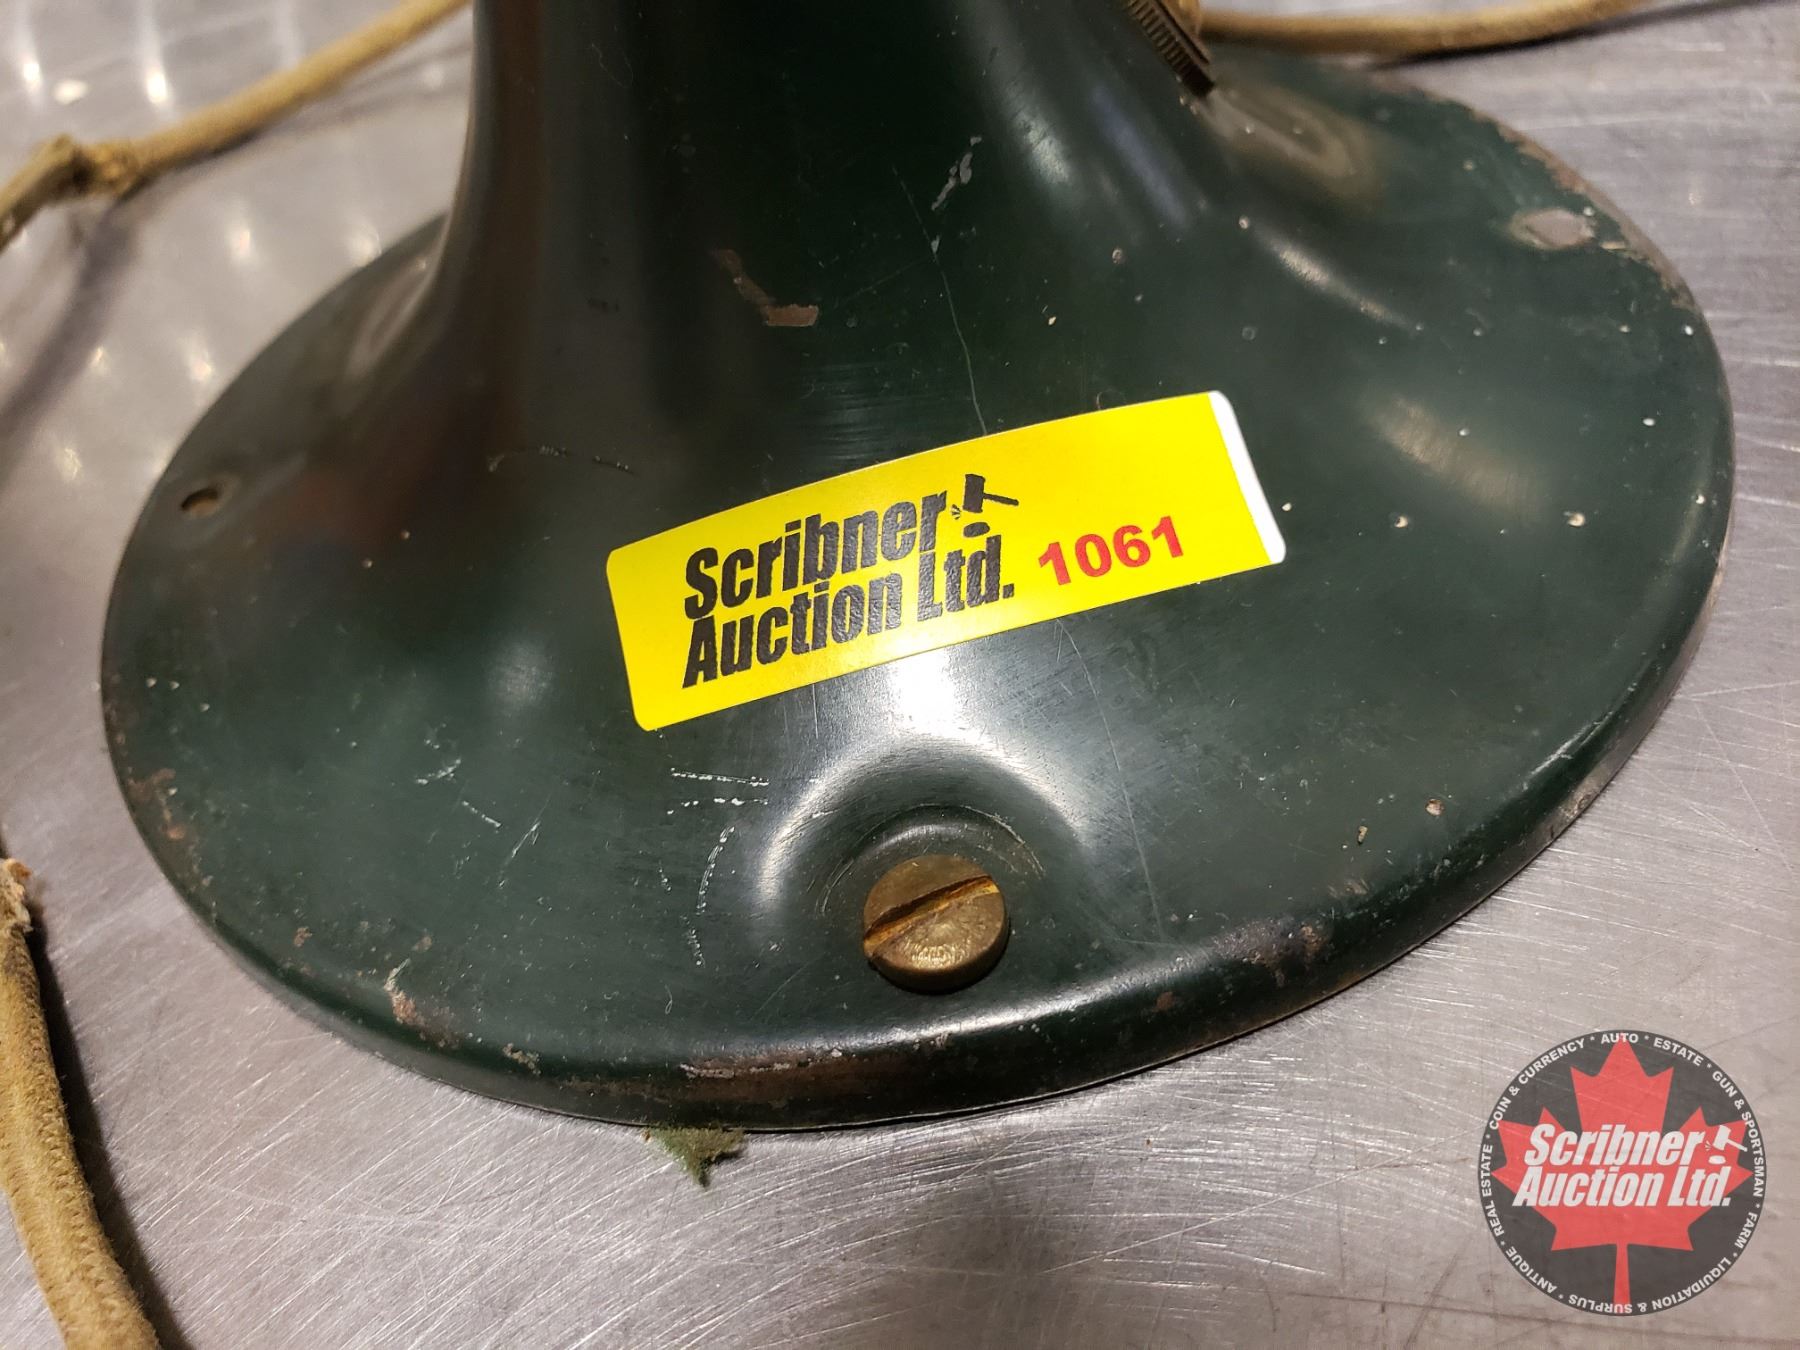 Scribner
Auction Ltd. 1061
Scribner
Auction Ltd.
REAL ESTATE * COIN & CURRENCY * AUTO * ESTATE * GUN & SPORTSMAN * FARM * LIQUIDATION & SURPLUS * ANTIQUE *